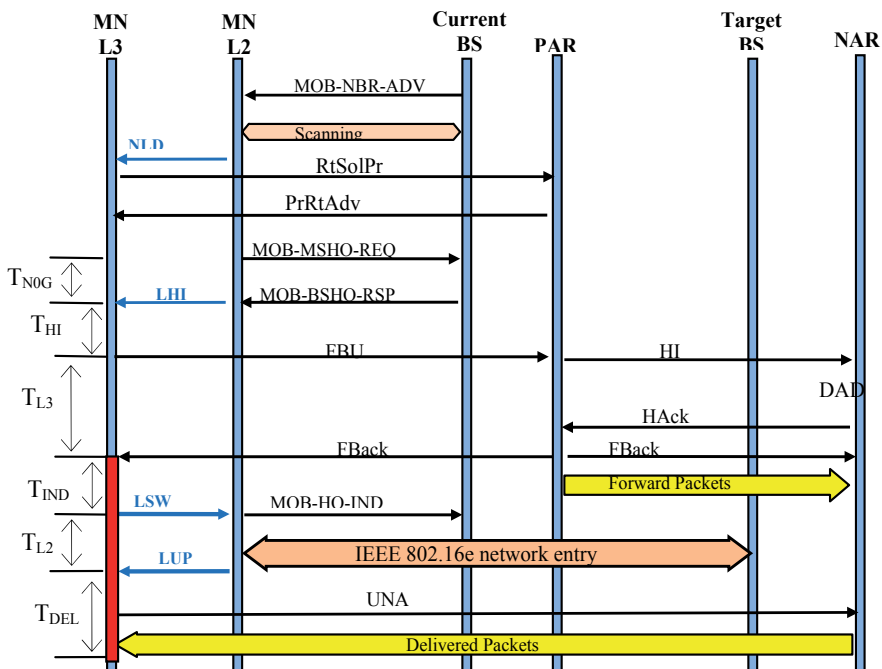 MN
L3
MN
L2
Current
BS
PAR
Target
BS
NAR
MOB-NBR-ADV
Scanning
NLD
RtSolPr
PrRtAdv
MOB-MSHO-REQ
TN0G
LHI
MOB-BSHO-RSP
THI
FBU
HI
TL3
DAD
HAck
FBack
FBack
TIND
Forward Packets
LSW
MOB-HO-IND
TL2
IEEE 802.16e network entry
LUP
UNA
TDEL
Delivered Packets